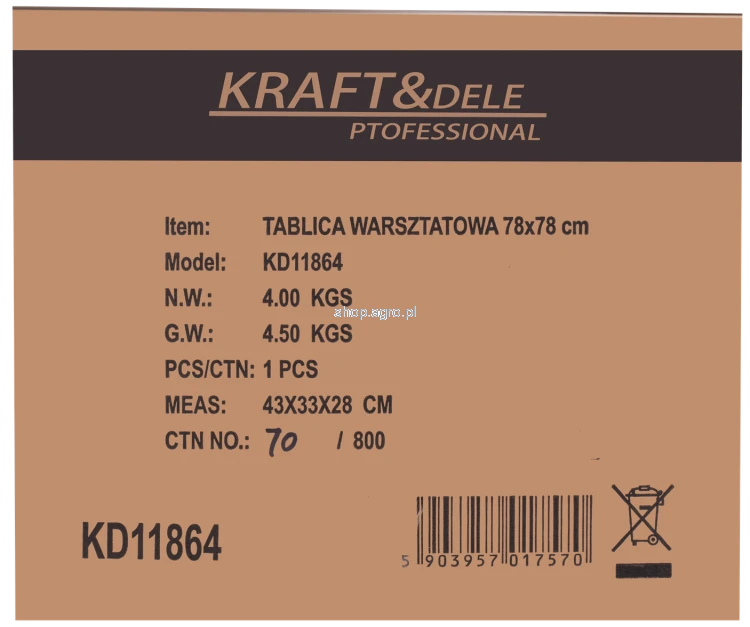 KRAFT&DELE
PTOFESSIONAL
Item: TABLICA WARSZTATOWA 78x78 cm
Model: KD11864
N.W.: 4.00 KGS
shop.agro.pl
G.W.: 4.50 KGS
PCS/CTN: 1 PCS
MEAS: 43X33X28 CM
CTN NO.: 70 / 800
KD11864
5 903957 017570